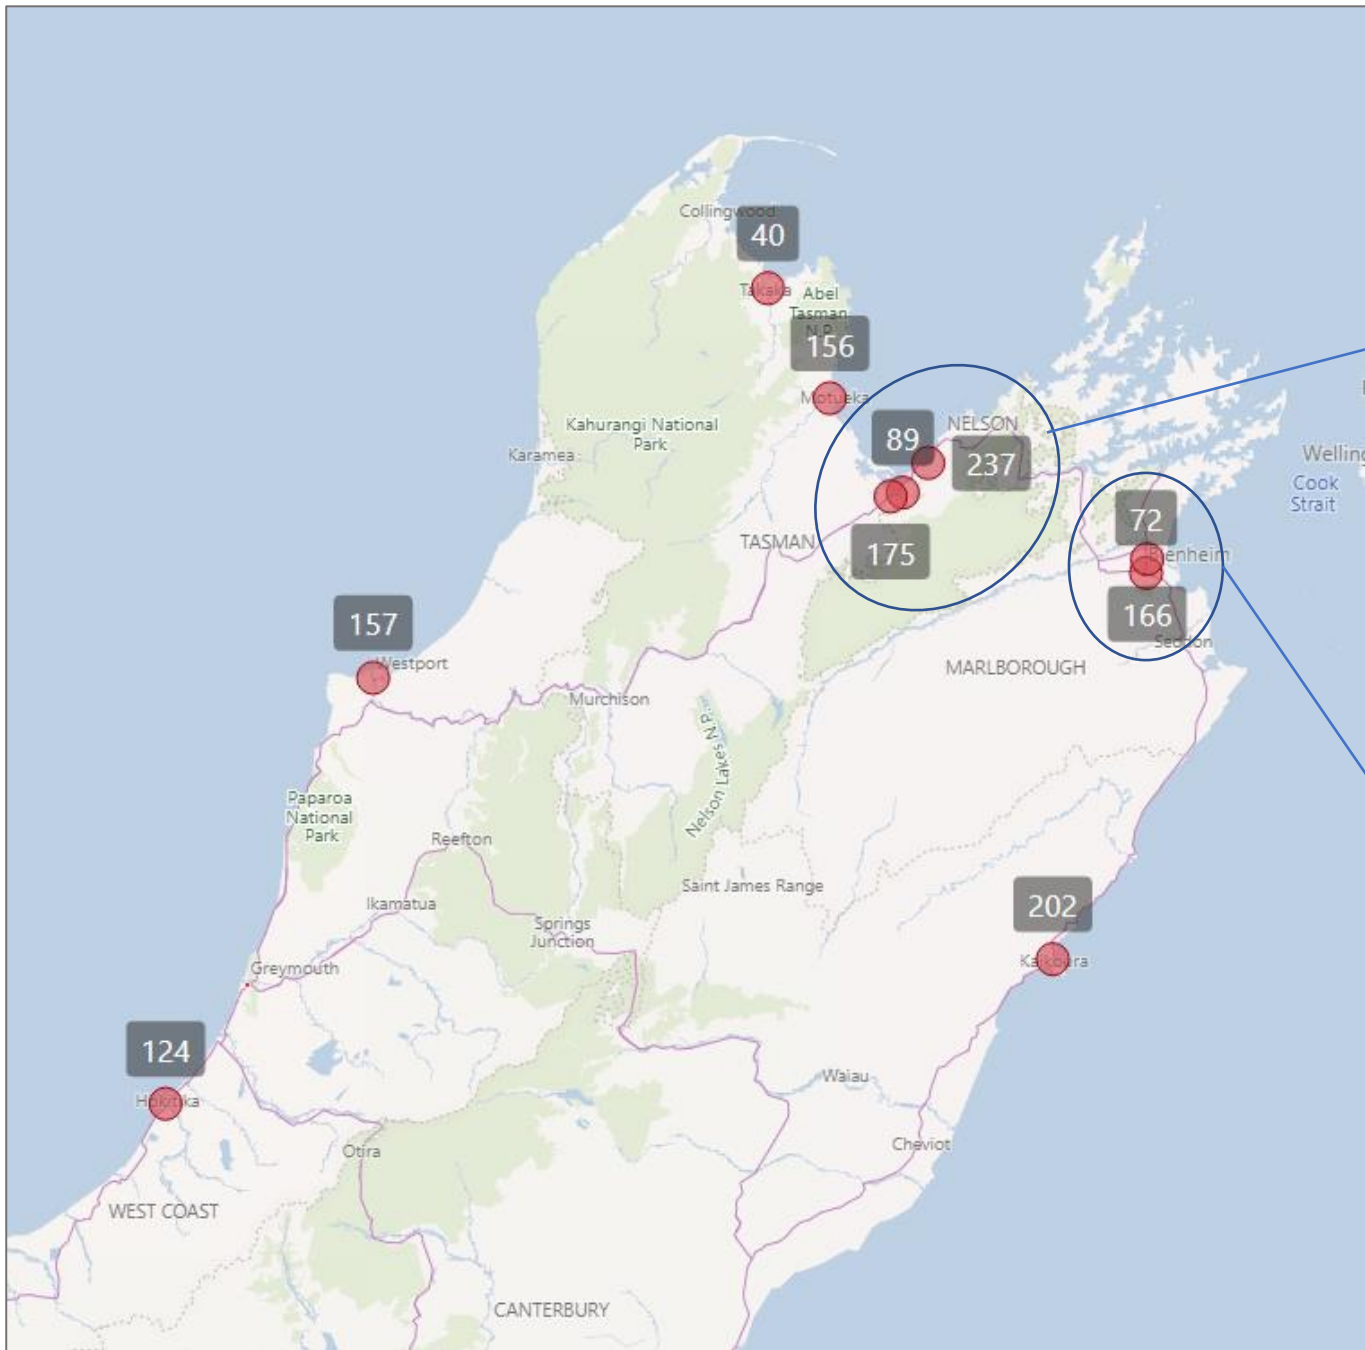 Collingwood
40
Takaka
Abel
Tasman
N.P.
156
Motueka
NELSON
89
237
Kahurangi National
Park
Karamea
Cook
Strait
72
Blenheim
TASMAN
175
166
Seddon
157
Westport
MARLBOROUGH
Murchison
Nelson Lakes N.P.
Paparoa
National
Park
Reefton
Saint James Range
Ikamatua
202
Springs
Junction
Kaikoura
Greymouth
124
Hokitika
Waiau
Cheviot
Otira
WEST COAST
CANTERBURY